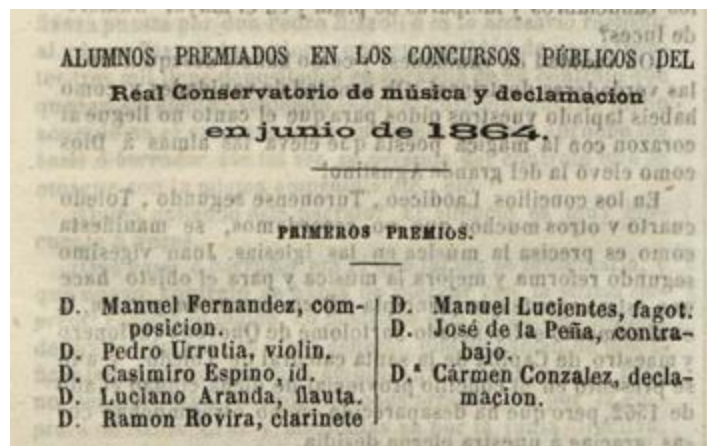 ALUMNOS PREMIADOS EN LOS CONCURSOS PÚBLICOS DEL
Real Conservatorio de música y declamacion
en junio de 1864.
PRIMEROS PREMIOS.
D. Manuel Fernandez, com-
posicion.
D. Pedro Urrutia, violin.
D. Casimiro Espino, id.
D. Luciano Aranda, flauta.
D. Ramon Rovira, clarinete
D. Manuel Lucientes, fagot.
D. José de la Peña, contra-
bajo.
D.ª Cármen Conzalez, decla-
macion.